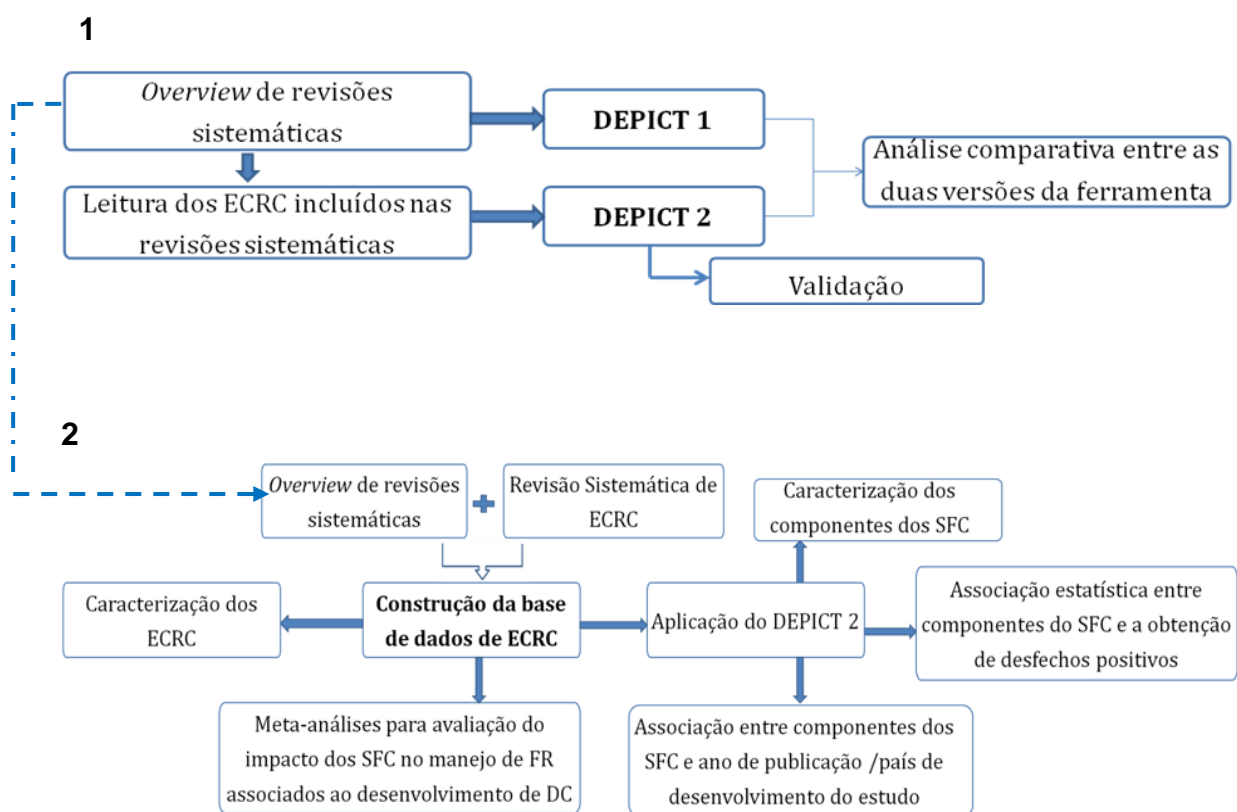 1
Overview de revisões
sistemáticas
DEPICT 1
Análise comparativa entre as
duas versões da ferramenta
Leitura dos ECRC incluídos nas
revisões sistemáticas
DEPICT 2
Validação
2
Overview de revisões
sistemáticas
Revisão Sistemática de
ECRC
Caracterização dos
componentes dos SFC
Caracterização dos
ECRC
Construção da base
de dados de ECRC
Aplicação do DEPICT 2
Associação estatística entre
componentes do SFC e a obtenção
de desfechos positivos
Meta-análises para avaliação do
impacto dos SFC no manejo de FR
associados ao desenvolvimento de DC
Associação entre componentes dos
SFC e ano de publicação /país de
desenvolvimento do estudo